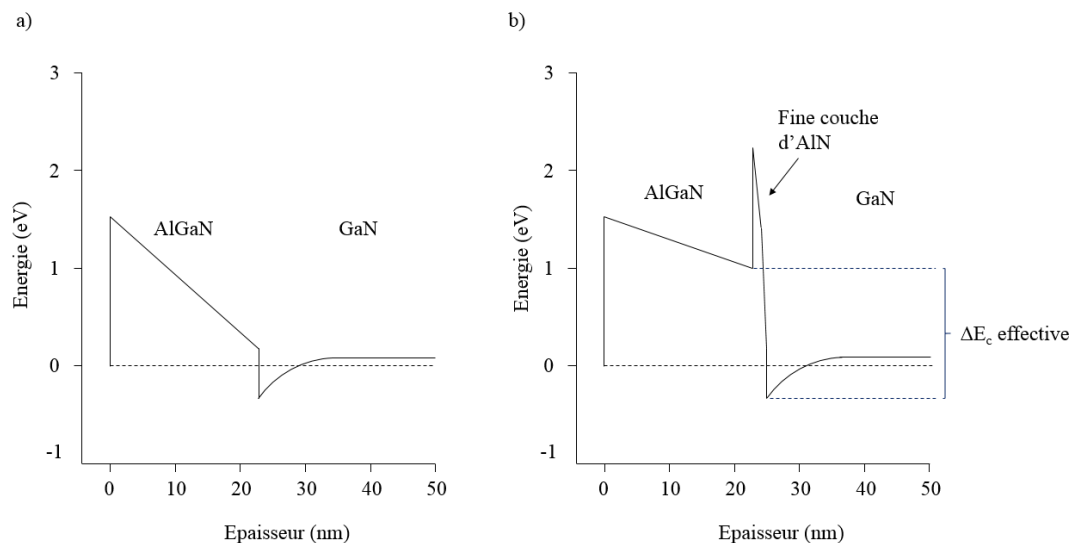 a)
3
2
1
0
-1
Energie (eV)
AlGaN
GaN
0 10 20 30 40 50
Epaisseur (nm)
b)
3
2
1
0
-1
Energie (eV)
Fine couche
d’AlN
AlGaN
GaN
ΔEc effective
0 10 20 30 40 50
Epaisseur (nm)